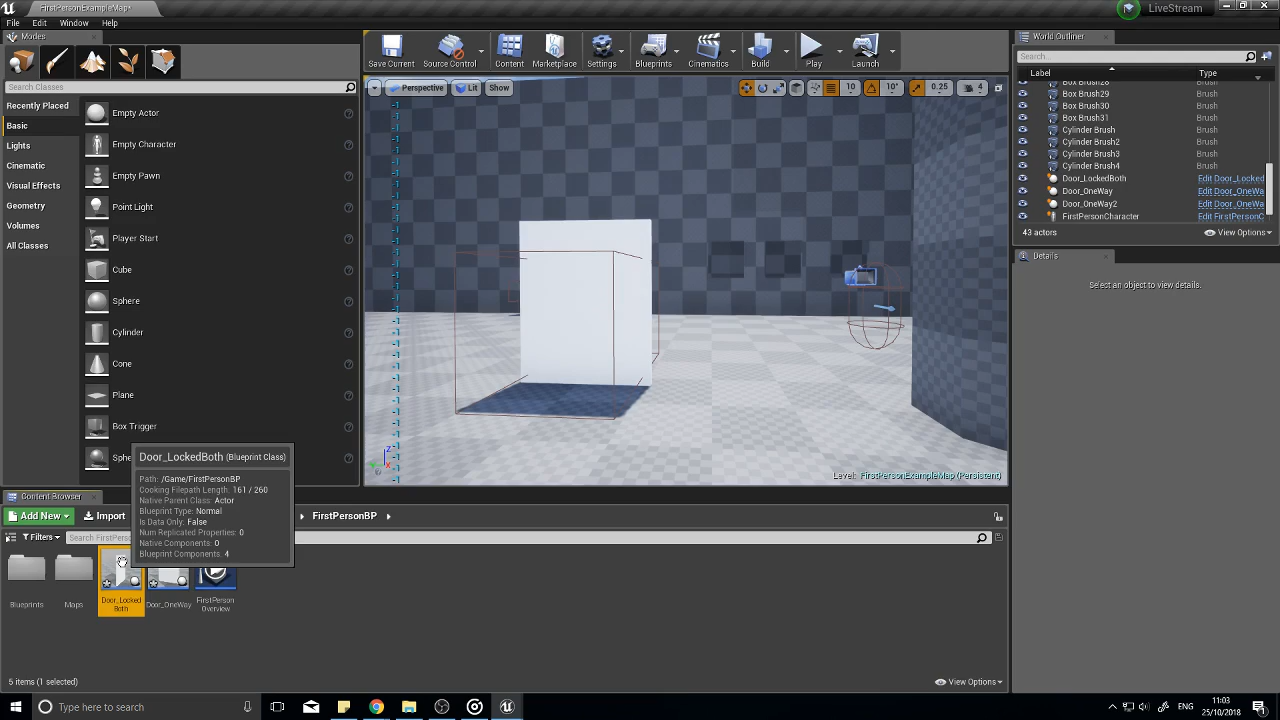 FirstPersonExampleMap*
LiveStream
File Edit Window Help
Modes
Search Classes
Recently Placed
Basic
Lights
Cinematic
Visual Effects
Geometry
Volumes
All Classes
Empty Actor
Empty Character
Empty Pawn
Point Light
Player Start
Cube
Sphere
Cylinder
Cone
Plane
Box Trigger
Sphe
Save Current
Source Control
Content
Marketplace
Settings
Blueprints
Cinematics
Build
Play
Launch
Perspective
Lit
Show
10
10°
0.25
4
Level: FirstPersonExampleMap (Persistent)
World Outliner
Search...
Label Type
Box Brush28 Brush
Box Brush29 Brush
Box Brush30 Brush
Box Brush31 Brush
Cylinder Brush Brush
Cylinder Brush2 Brush
Cylinder Brush3 Brush
Cylinder Brush4 Brush
Door_LockedBoth Edit Door_Locked
Door_OneWay Edit Door_OneWa
Door_OneWay2 Edit Door_OneWa
FirstPersonCharacter Edit FirstPersonC
43 actors
View Options
Details
Select an object to view details.
Door_LockedBoth (Blueprint Class)
Path: /Game/FirstPersonBP
Cooking Filepath Length: 161 / 260
Native Parent Class: Actor
Blueprint Type: Normal
Is Data Only: False
Num Replicated Properties: 0
Native Components: 0
Blueprint Components: 4
Content Browser
Add New
Import
FirstPersonBP
Filters
Search FirstPers
Blueprints
Maps
Door_Locked
Both
Door_OneWay
FirstPerson
Overview
5 items (1 selected)
View Options
Type here to search
ENG
11:03
25/10/2018